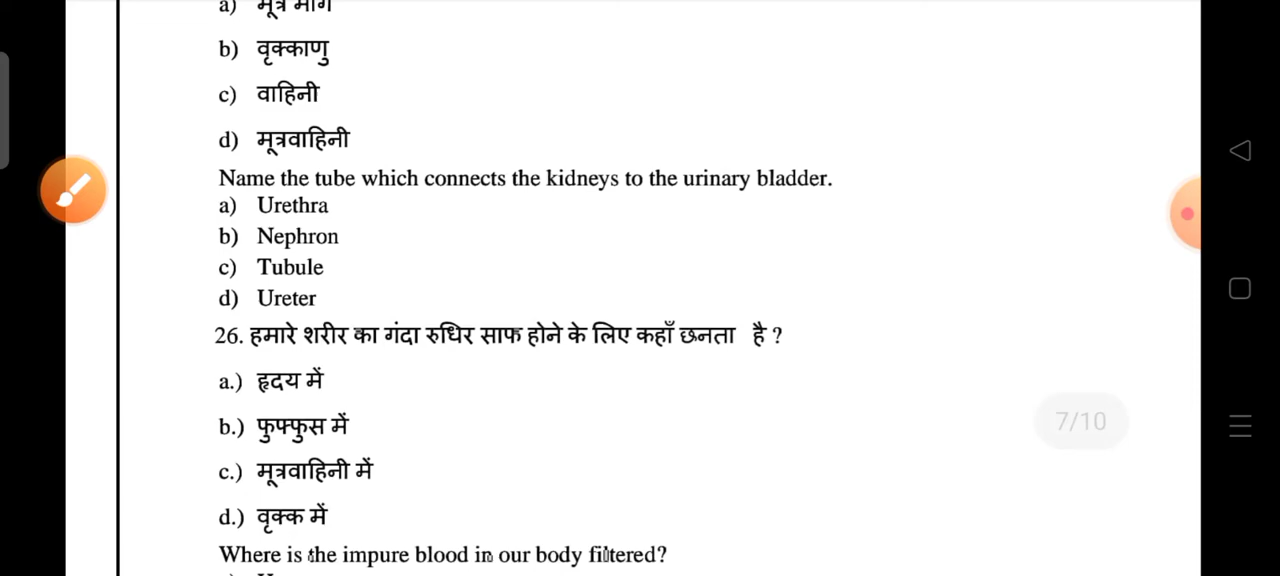 a) मूत्र मार्ग
b) वृक्काणु
c) वाहिनी
d) मूत्रवाहिनी
Name the tube which connects the kidneys to the urinary bladder.
a) Urethra
b) Nephron
c) Tubule
d) Ureter
26. हमारे शरीर का गंदा रुधिर साफ होने के लिए कहाँ छनता है ?
a.) हृदय में
b.) फुफ्फुस में
7/10
c.) मूत्रवाहिनी में
d.) वृक्क में
Where is the impure blood in our body filtered?